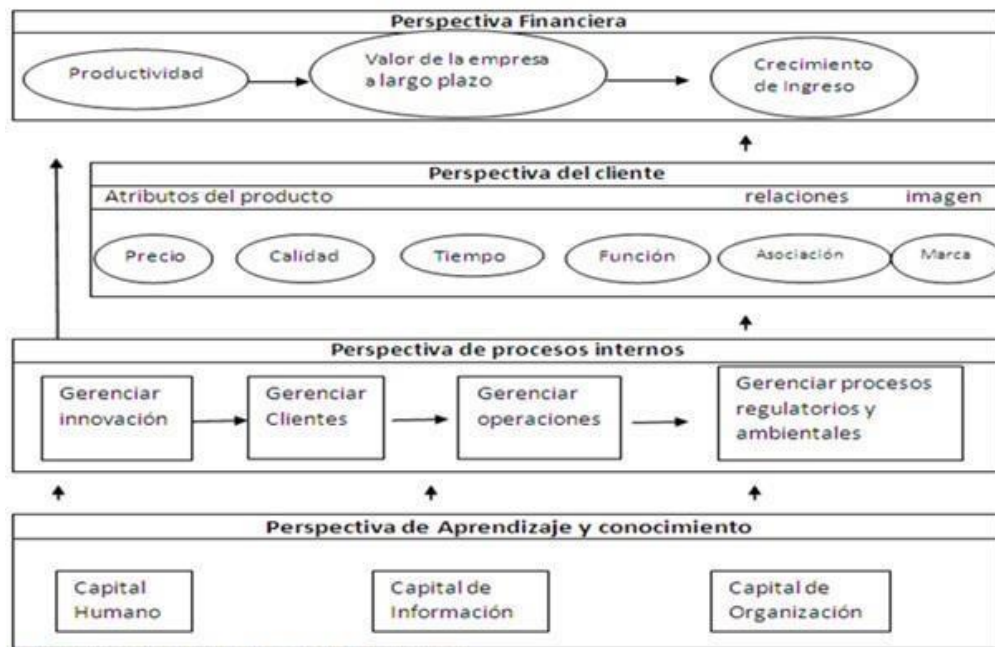 Perspectiva Financiera
Productividad
Valor de la empresa
a largo plazo
Crecimiento
de Ingreso
Perspectiva del cliente
Atributos del producto
relaciones
imagen
Precio
Calidad
Tiempo
Función
Asociación
Marca
Perspectiva de procesos internos
Gerenciar
innovación
Gerenciar
Clientes
Gerenciar
operaciones
Gerenciar procesos
regulatorios y
ambientales
Perspectiva de Aprendizaje y conocimiento
Capital
Humano
Capital de
Información
Capital de
Organización